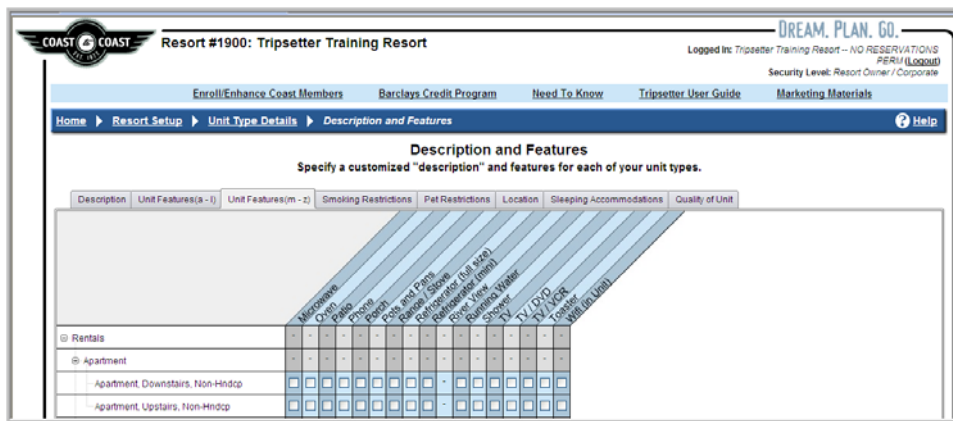 COAST & COAST
EST. 1972
Resort #1900: Tripsetter Training Resort
DREAM. PLAN. GO.
Logged In: Tripsetter Training Resort -- NO RESERVATIONS
PERM (Logout)
Security Level: Resort Owner / Corporate
Enroll/Enhance Coast Members Barclays Credit Program Need To Know Tripsetter User Guide Marketing Materials
Home Resort Setup Unit Type Details Description and Features ? Help
Description and Features
Specify a customized "description" and features for each of your unit types.
Description Unit Features(a - l) Unit Features(m - z) Smoking Restrictions Pet Restrictions Location Sleeping Accommodations Quality of Unit
Microwave
Oven
Patio
Phone
Porch
Pots and Pans
Range / Stove
Refrigerator (full size)
Refrigerator (mini)
River View
Running Water
Shower
TV
TV / DVD
TV / VCR
Toaster
Wifi (in Unit)
Rentals - - - - - - - - - - - - - - - - -
Apartment - - - - - - - - - - - - - - - - -
Apartment, Downstairs, Non-Hndcp -
Apartment, Upstairs, Non-Hndcp -